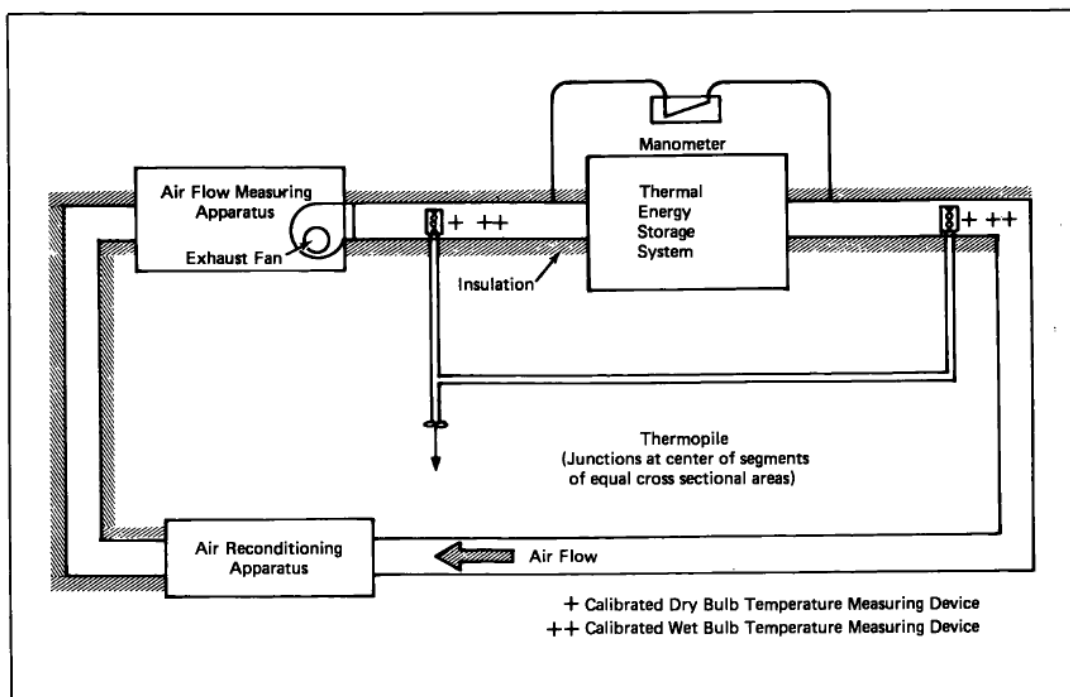 Manometer
Air Flow Measuring
Apparatus
Exhaust Fan
+ ++
Thermal
Energy
Storage
System
+ ++
Insulation
Thermopile
(Junctions at center of segments
of equal cross sectional areas)
Air Reconditioning
Apparatus
Air Flow
+ Calibrated Dry Bulb Temperature Measuring Device
++ Calibrated Wet Bulb Temperature Measuring Device